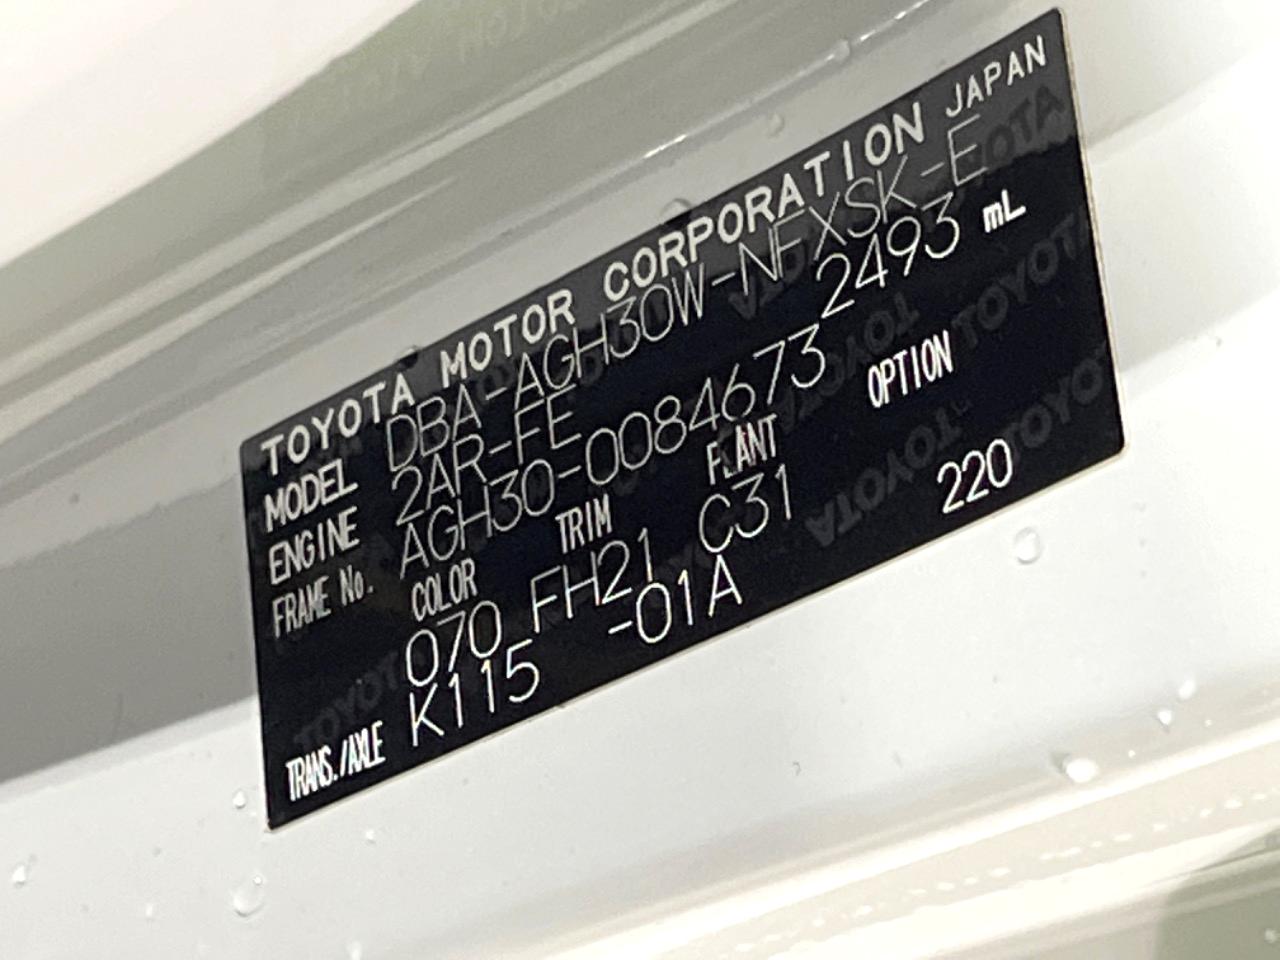 TOYOTA MOTOR CORPORATION JAPAN
MODEL DBA-AGH30W-NFXSK-E
ENGINE 2AR-FE 2493 mL
FRAME No. AGH30-0084673
COLOR TRIM PLANT OPTION
070 FH21 C31 220
TRANS./AXLE K115 -01A